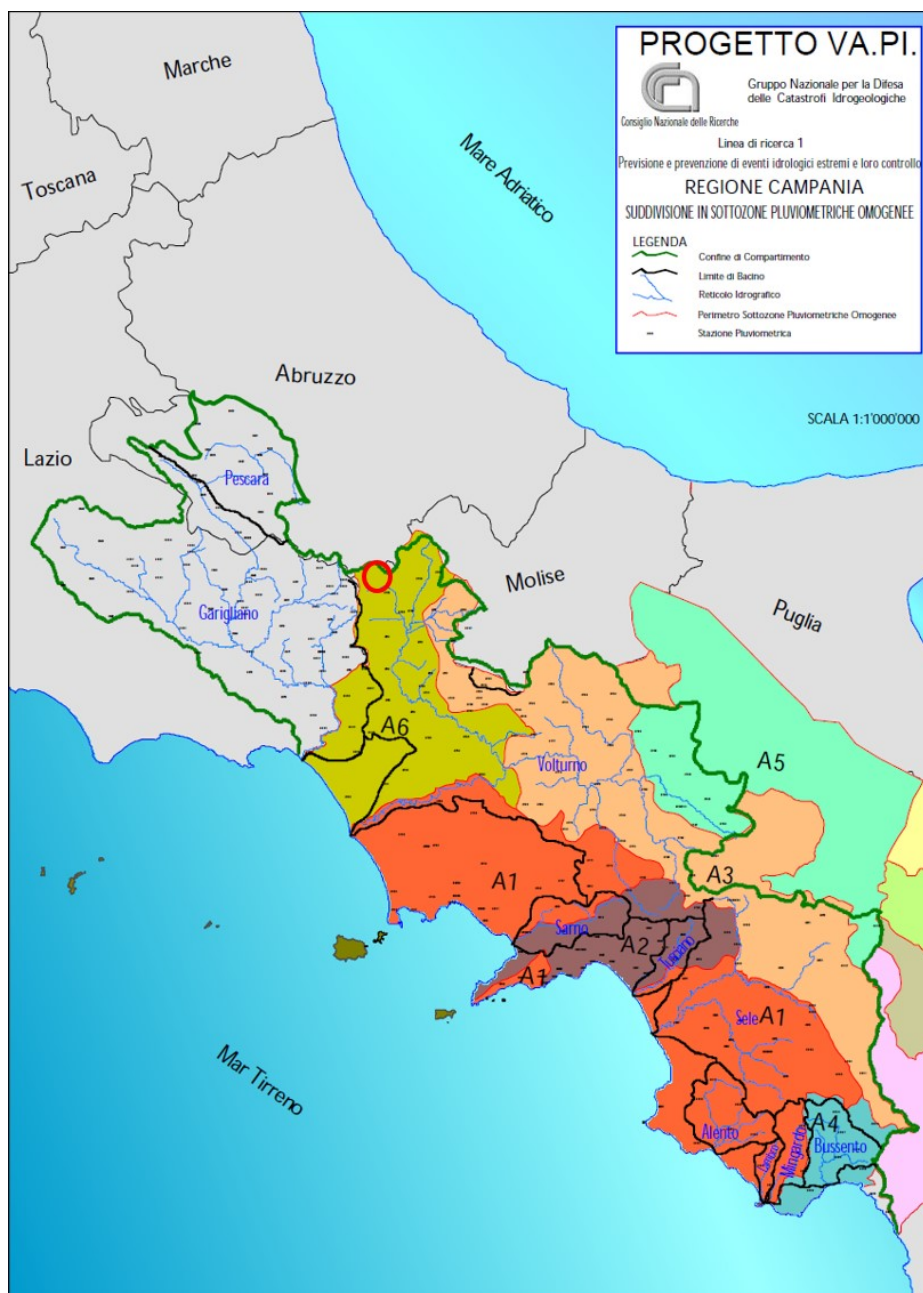 PROGETTO VA.PI.
Gruppo Nazionale per la Difesa
delle Catastrofi Idrogeologiche
Consiglio Nazionale delle Ricerche
Linea di ricerca 1
Previsione e prevenzione di eventi idrologici estremi e loro controllo
REGIONE CAMPANIA
SUDDIVISIONE IN SOTTOZONE PLUVIOMETRICHE OMOGENEE
LEGENDA
Confine di Compartimento
Limite di Bacino
Reticolo Idrografico
Perimetro Sottozone Pluviometriche Omogenee
Stazione Pluviometrica
SCALA 1:1'000'000
Marche
Toscana
Mare Adriatico
Abruzzo
Lazio
Pescara
Molise
Puglia
Garigliano
A6
Volturno
A5
A1
A3
Sarno
A2
Tusciano
A1
Sele
A1
Mar Tirreno
Alento
Mingardo
A4
Bussento